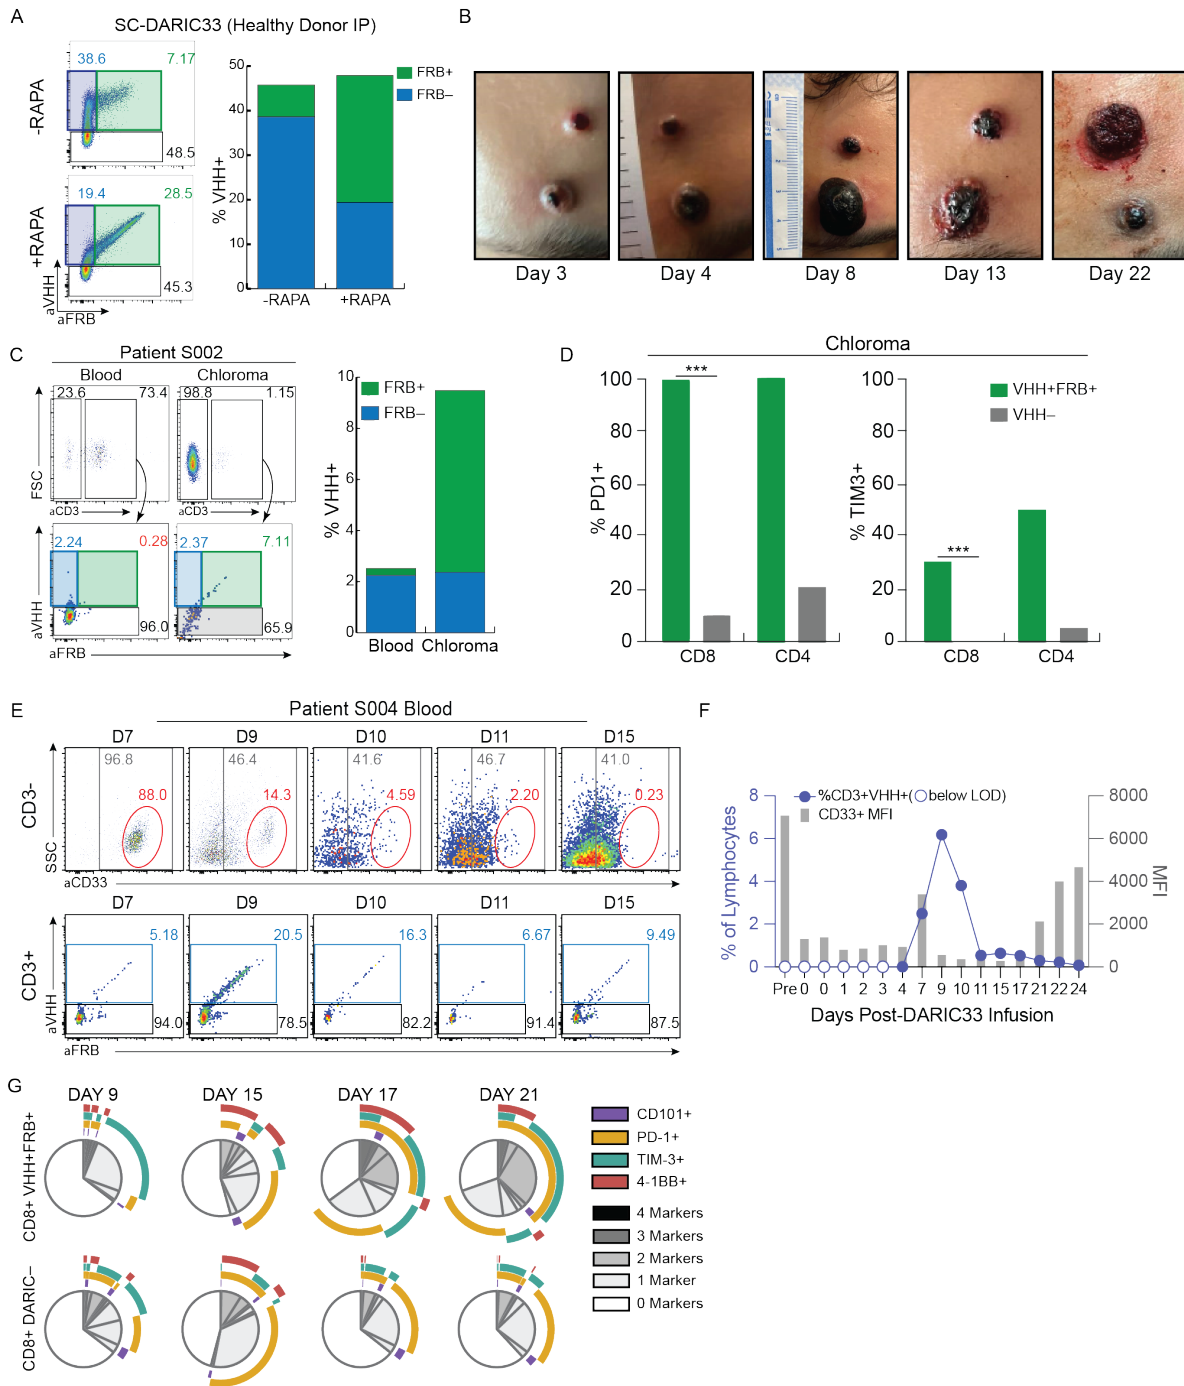 A
SC-DARIC33 (Healthy Donor IP)
38.6
7.17
-RAPA
48.5
19.4
28.5
+RAPA
45.3
aVHH
aFRB
50
40
30
20
10
0
% VHH+
FRB+
FRB–
-RAPA
+RAPA
B
Day 3
Day 4
Day 8
Day 13
Day 22
C
Patient S002
Blood
Chloroma
23.6
73.4
98.8
1.15
FSC
aCD3
aCD3
2.24
0.28
2.37
7.11
aVHH
96.0
65.9
aFRB
10
8
6
4
2
0
% VHH+
FRB+
FRB–
Blood
Chloroma
D
Chloroma
100
80
60
40
20
0
% PD1+
***
CD8
CD4
100
80
60
40
20
0
% TIM3+
***
CD8
CD4
VHH+FRB+
VHH–
E
Patient S004 Blood
D7
D9
D10
D11
D15
CD3-
96.8
46.4
41.6
46.7
41.0
88.0
14.3
4.59
2.20
0.23
SSC
aCD33
D7
D9
D10
D11
D15
CD3+
5.18
20.5
16.3
6.67
9.49
aVHH
94.0
78.5
82.2
91.4
87.5
aFRB
F
%CD3+VHH+( below LOD)
CD33+ MFI
% of Lymphocytes
8
6
4
2
0
8000
6000
4000
2000
0
MFI
Pre 0 0 1 2 3 4 7 9 10 11 15 17 21 22 24
Days Post-DARIC33 Infusion
G
DAY 9
DAY 15
DAY 17
DAY 21
CD8+ VHH+FRB+
CD8+ DARIC–
CD101+
PD-1+
TIM-3+
4-1BB+
4 Markers
3 Markers
2 Markers
1 Marker
0 Markers